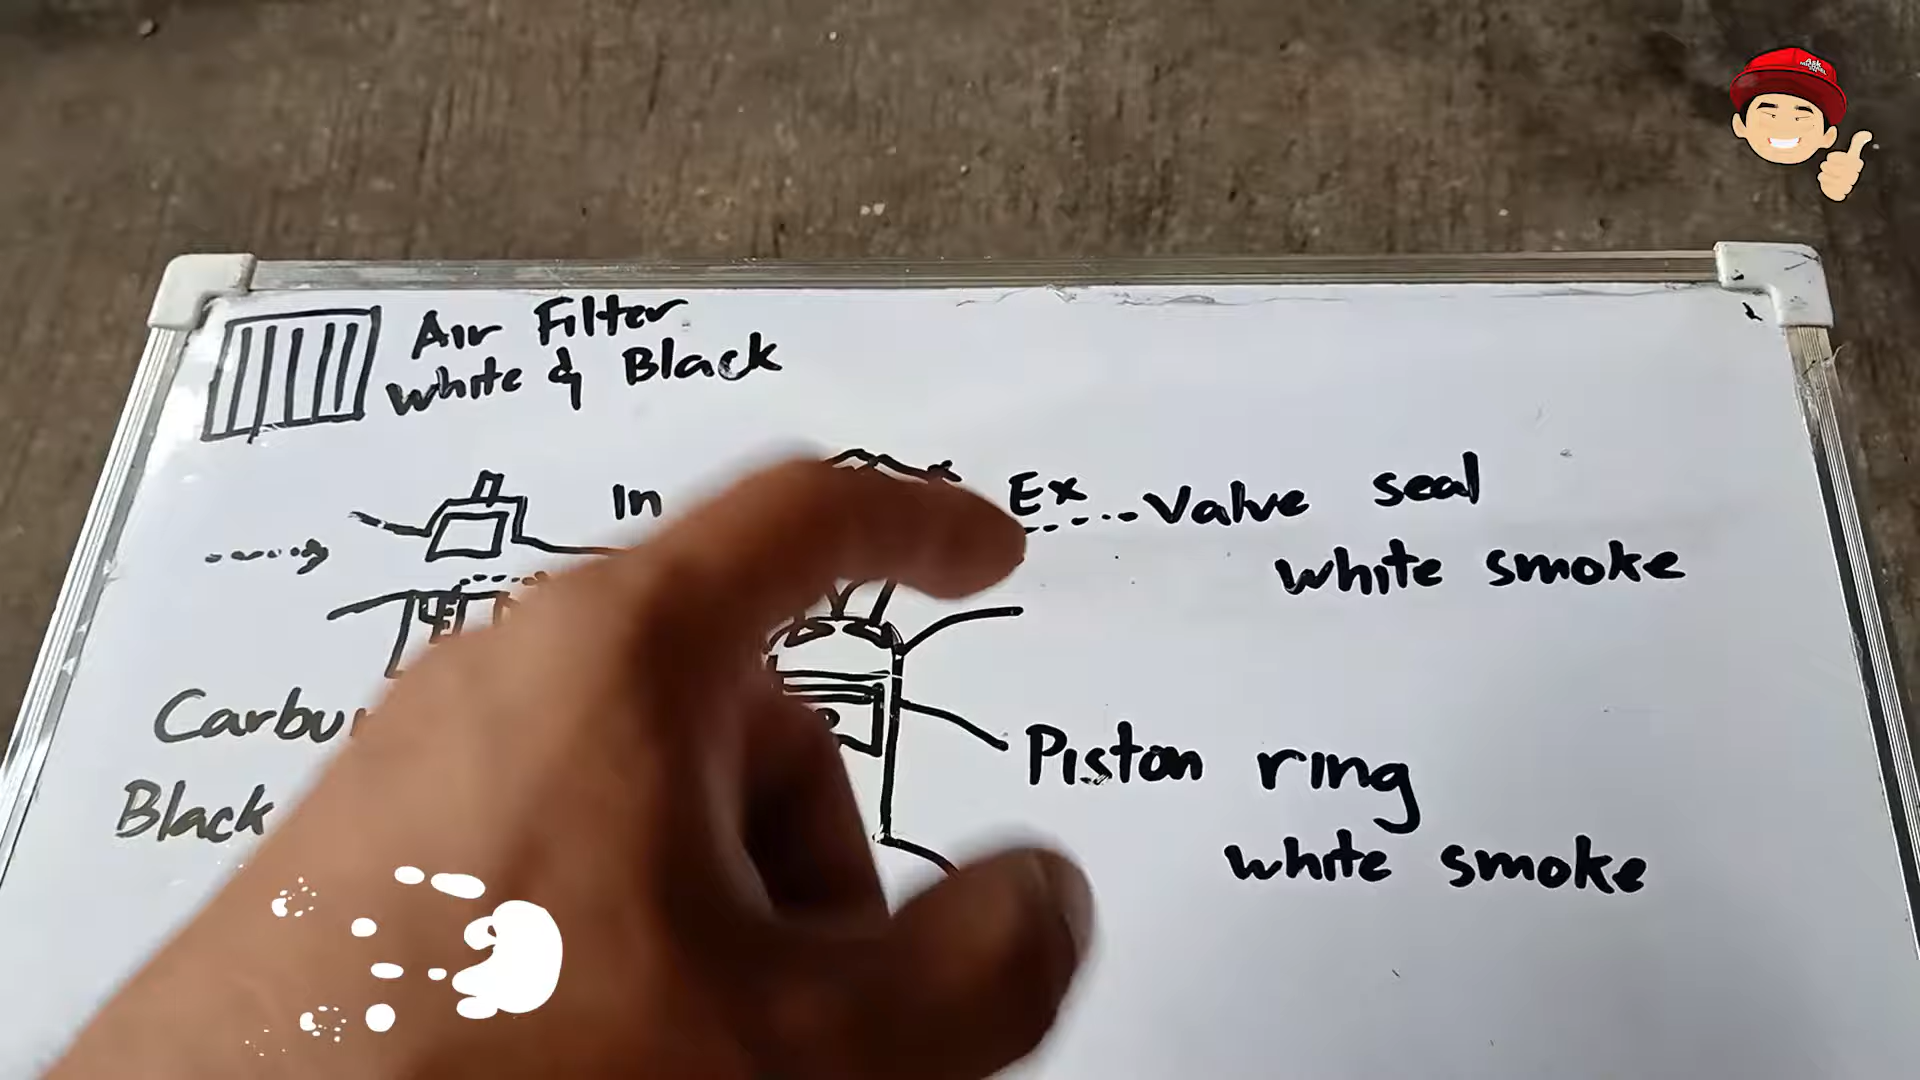 Air Filter
white & Black
In
Ex
Valve seal
white smoke
Piston ring
white smoke
Black